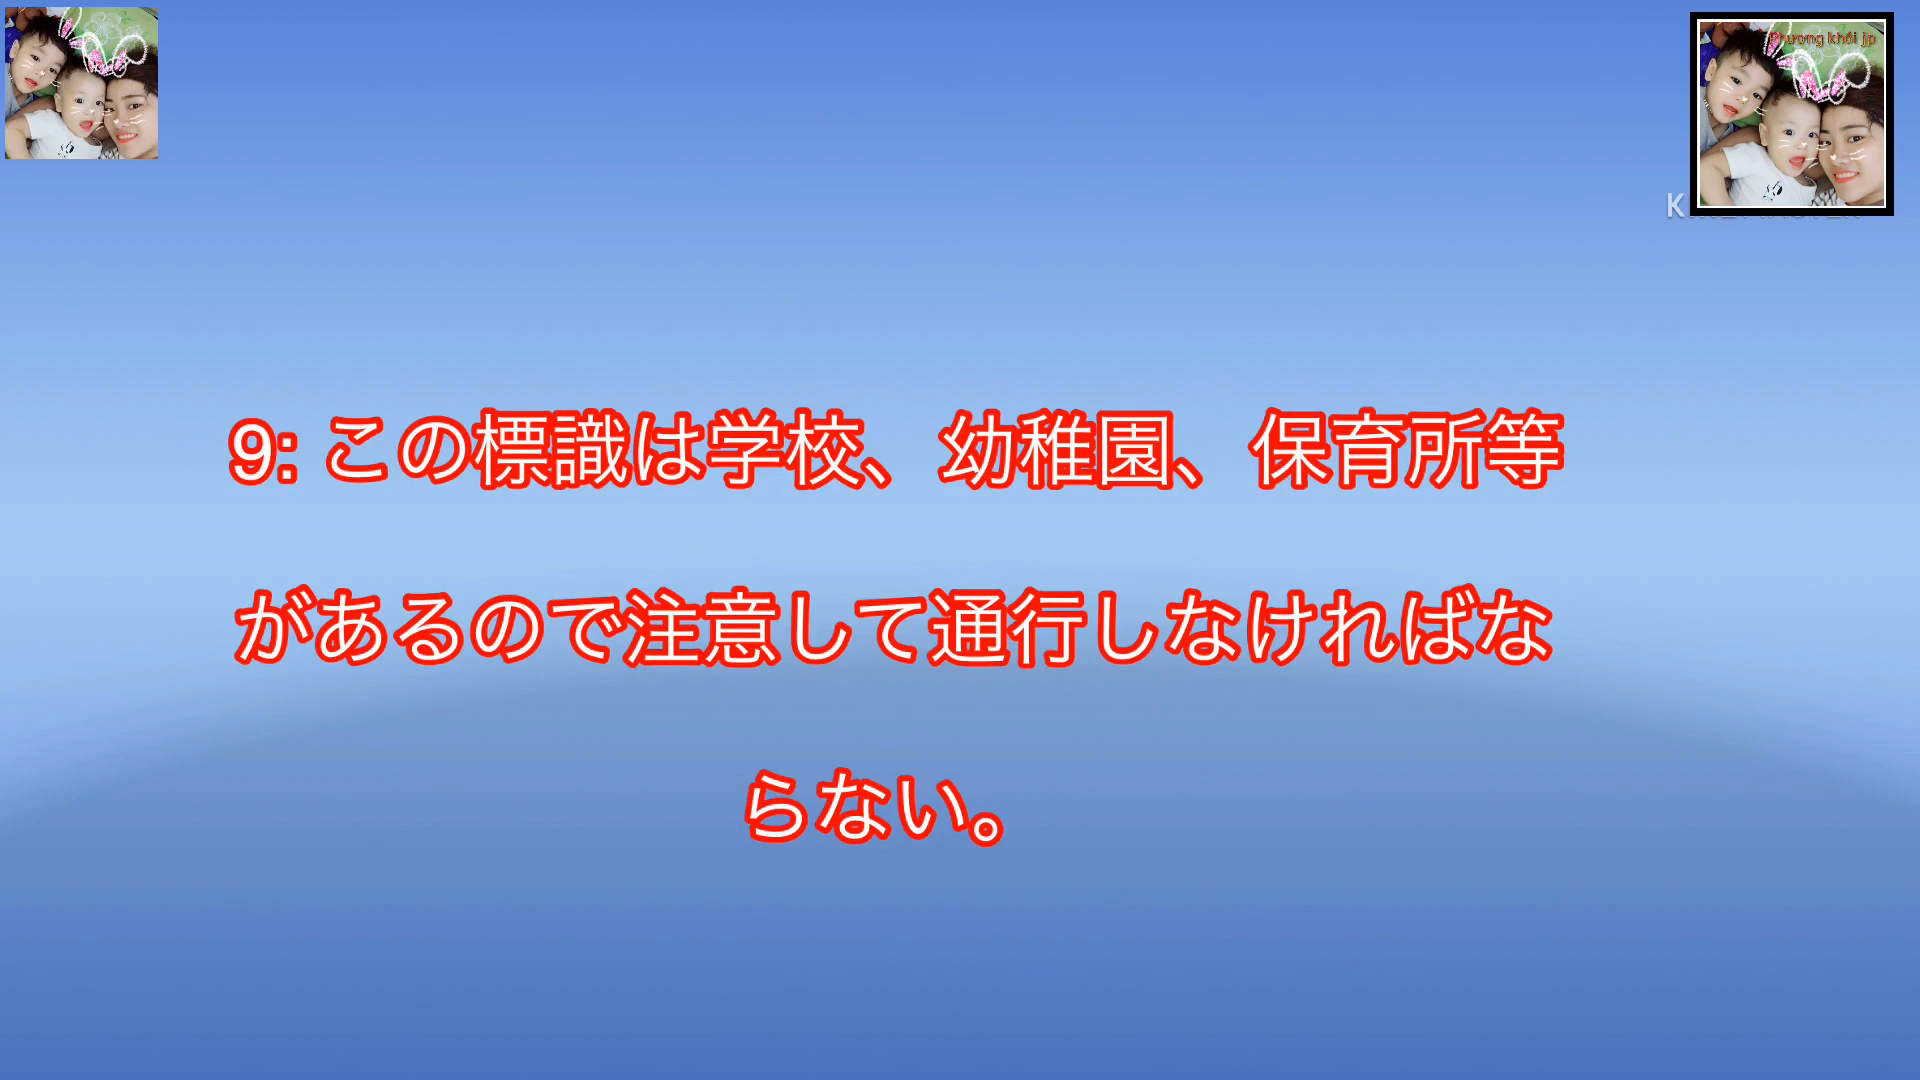 Phương khôi jp
9: この標識は学校、幼稚園、保育所等
があるので注意して通行しなければな
らない。